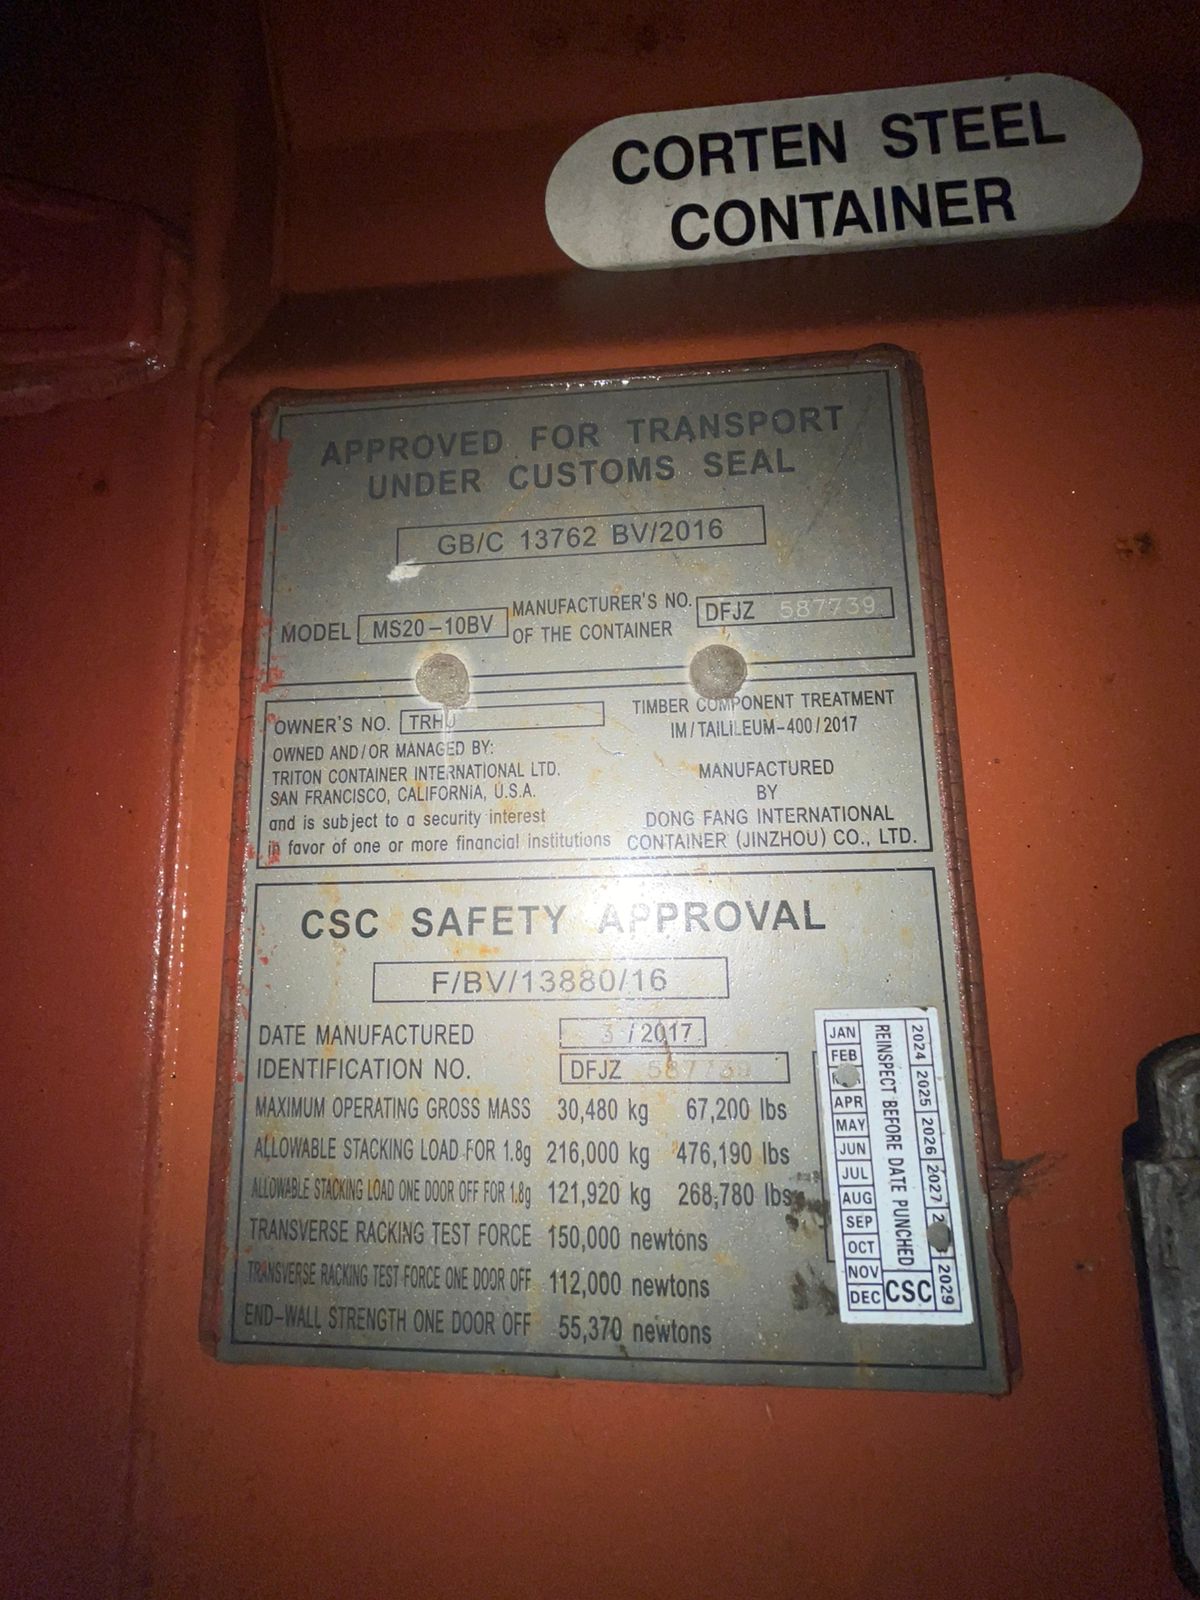 CORTEN STEEL
CONTAINER
APPROVED FOR TRANSPORT
UNDER CUSTOMS SEAL
GB/C 13762 BV/2016
MODEL MS20-10BV
MANUFACTURER'S NO.
OF THE CONTAINER
DFJZ 587739
OWNER'S NO. TRHU
OWNED AND/OR MANAGED BY:
TRITON CONTAINER INTERNATIONAL LTD.
SAN FRANCISCO, CALIFORNIA, U.S.A.
and is subject to a security interest
in favor of one or more financial institutions
TIMBER COMPONENT TREATMENT
IM/TAILILEUM-400/2017
MANUFACTURED
BY
DONG FANG INTERNATIONAL
CONTAINER (JINZHOU) CO., LTD.
CSC SAFETY APPROVAL
F/BV/13880/16
DATE MANUFACTURED 3 /2017
IDENTIFICATION NO. DFJZ 587739
MAXIMUM OPERATING GROSS MASS 30,480 kg 67,200 lbs
ALLOWABLE STACKING LOAD FOR 1.8g 216,000 kg 476,190 lbs
ALLOWABLE STACKING LOAD ONE DOOR OFF FOR 1.8g 121,920 kg 268,780 lbs
TRANSVERSE RACKING TEST FORCE 150,000 newtons
TRANSVERSE RACKING TEST FORCE ONE DOOR OFF 112,000 newtons
END-WALL STRENGTH ONE DOOR OFF 55,370 newtons
JAN
FEB
APR
MAY
JUN
JUL
AUG
SEP
OCT
NOV
DEC
REINSPECT BEFORE DATE PUNCHED
CSC
2024 2025 2026 2027 2029